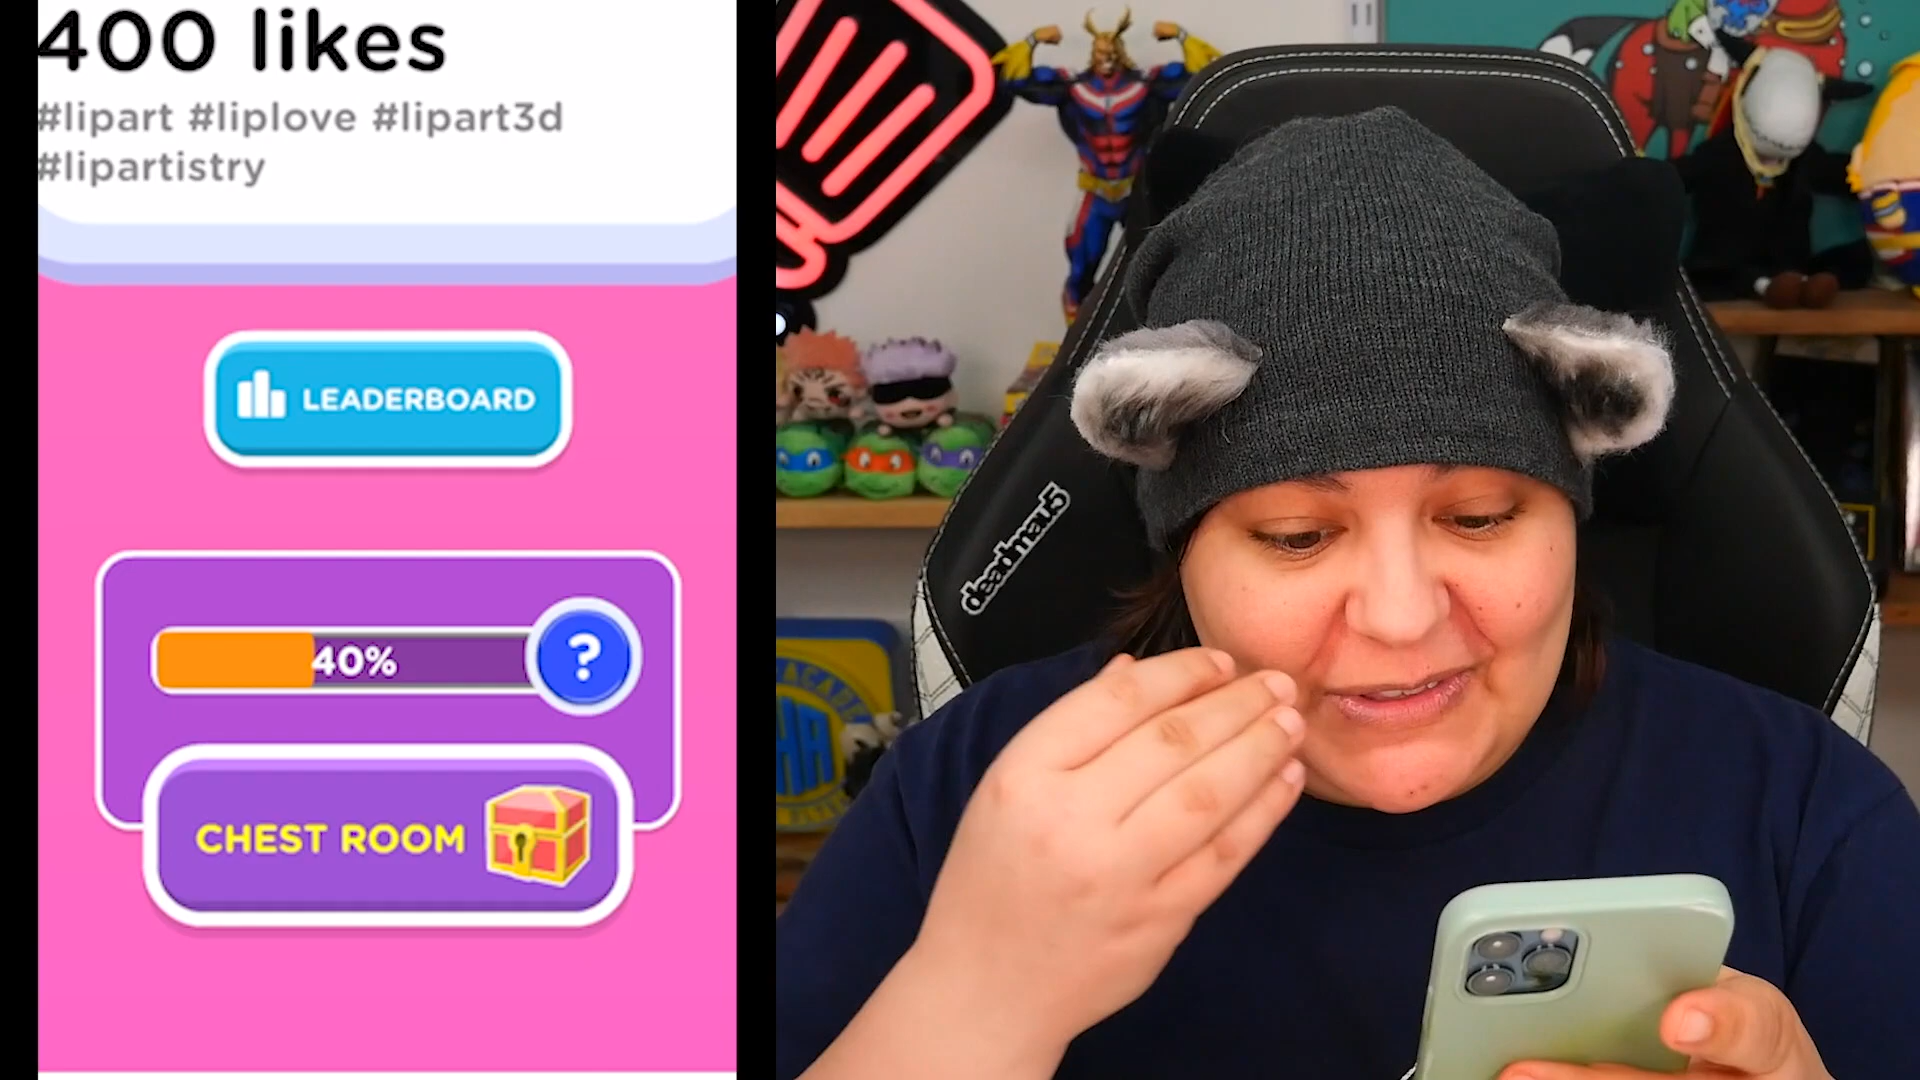 400 likes
#lipart #liplove #lipart3d
#lipartistry
LEADERBOARD
40%
?
CHEST ROOM
deadmau5